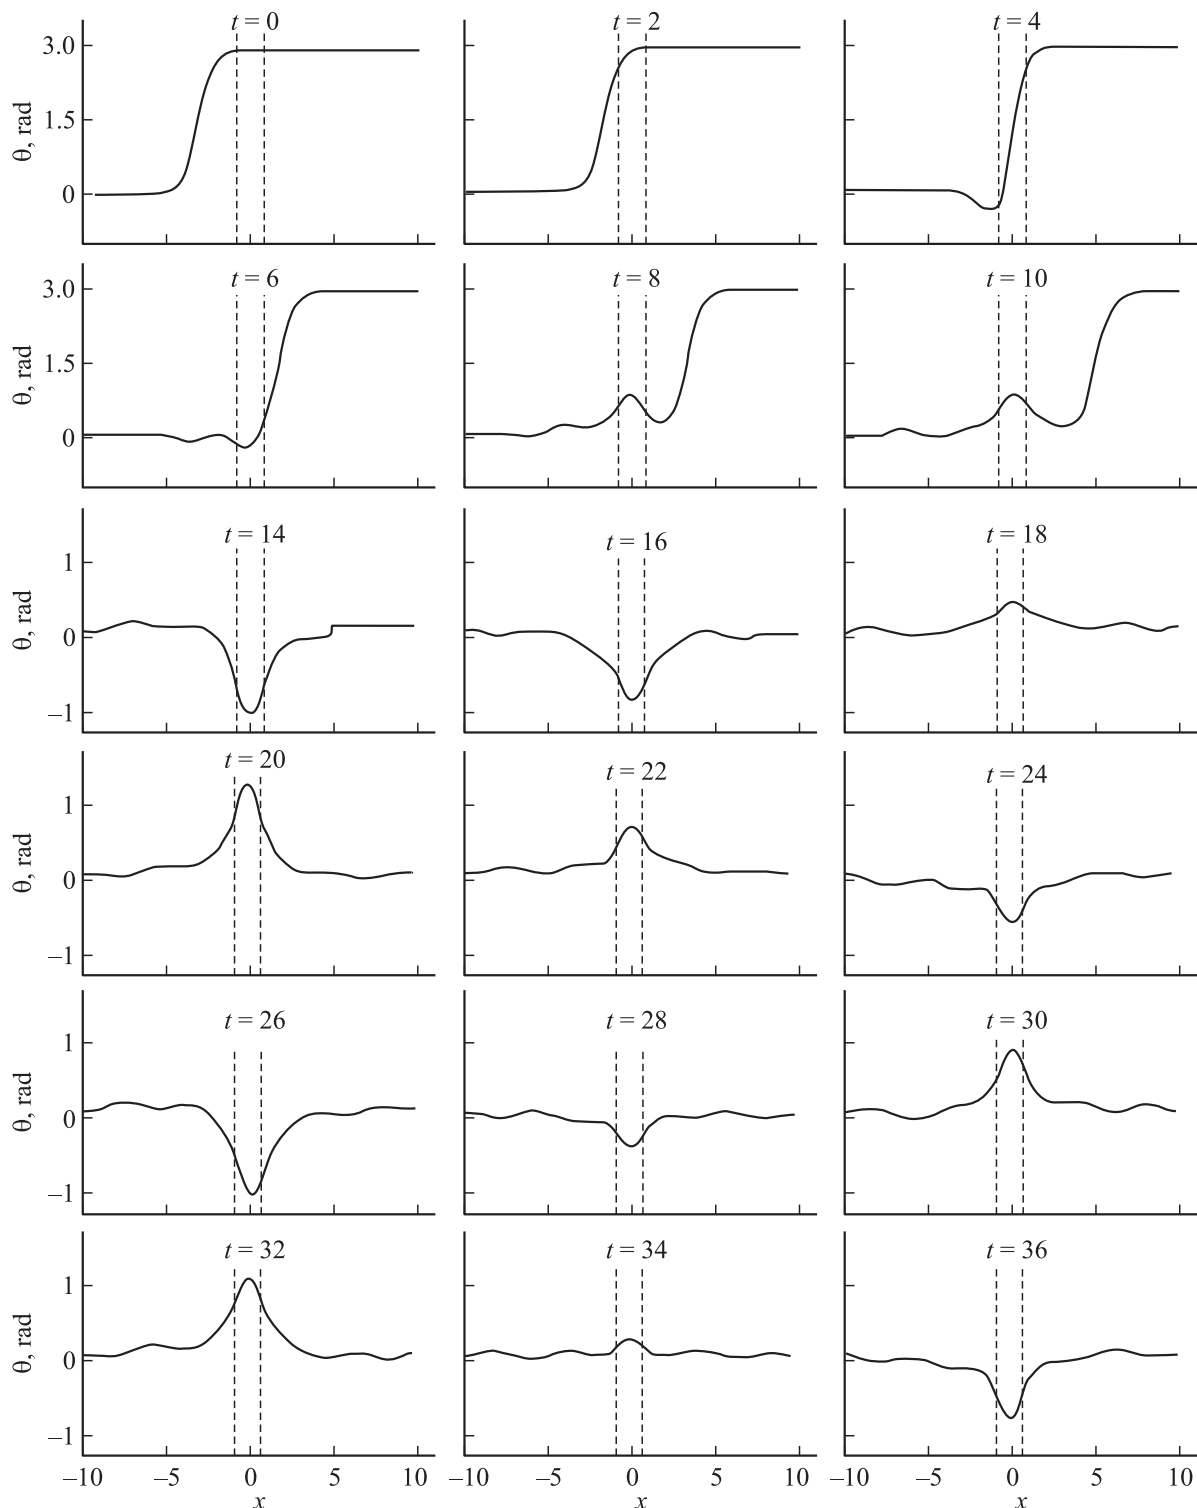 t = 0 t = 2 t = 4
3.0
1.5
0
θ, rad
t = 6 t = 8 t = 10
3.0
1.5
0
θ, rad
t = 14 t = 16 t = 18
1
0
–1
θ, rad
t = 20 t = 22 t = 24
1
0
–1
θ, rad
t = 26 t = 28 t = 30
1
0
–1
θ, rad
t = 32 t = 34 t = 36
1
0
–1
θ, rad
–10 –5 0 5 10 –10 –5 0 5 10 –10 –5 0 5 10
x x x